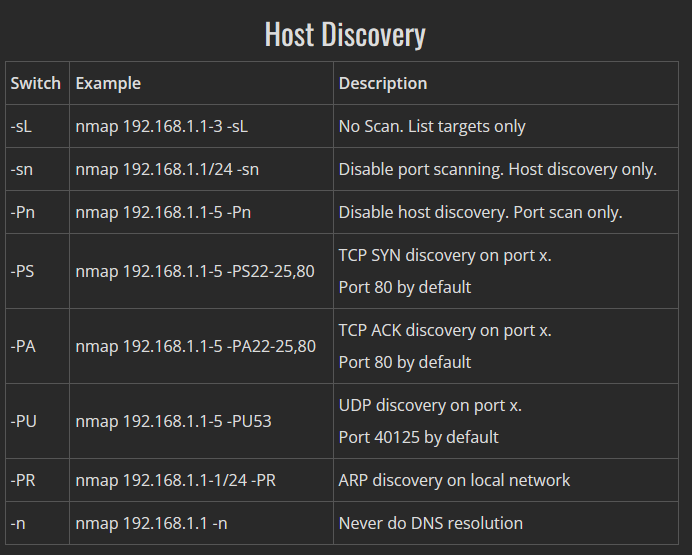 Host Discovery
Switch Example Description
-sL nmap 192.168.1.1-3 -sL No Scan. List targets only
-sn nmap 192.168.1.1/24 -sn Disable port scanning. Host discovery only.
-Pn nmap 192.168.1.1-5 -Pn Disable host discovery. Port scan only.
-PS nmap 192.168.1.1-5 -PS22-25,80 TCP SYN discovery on port x.
Port 80 by default
-PA nmap 192.168.1.1-5 -PA22-25,80 TCP ACK discovery on port x.
Port 80 by default
-PU nmap 192.168.1.1-5 -PU53 UDP discovery on port x.
Port 40125 by default
-PR nmap 192.168.1.1-1/24 -PR ARP discovery on local network
-n nmap 192.168.1.1 -n Never do DNS resolution